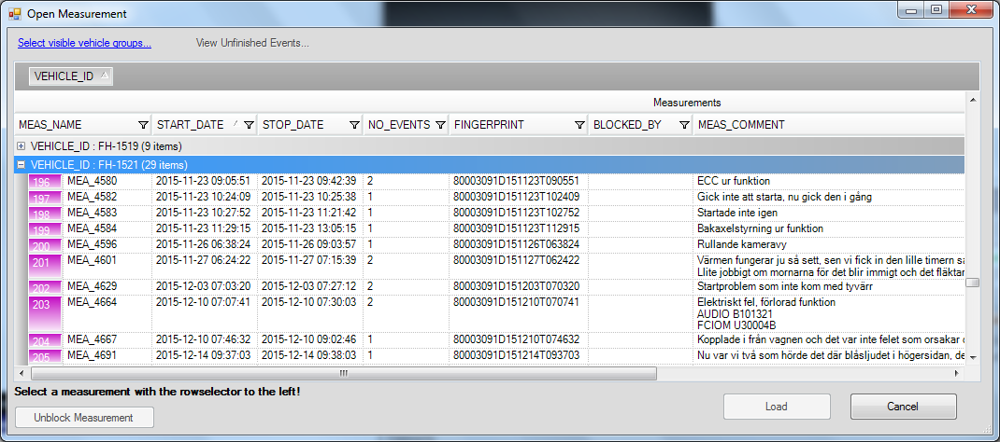 Open Measurement
Select visible vehicle groups... View Unfinished Events...
VEHICLE_ID
Measurements
MEAS_NAME START_DATE STOP_DATE NO_EVENTS FINGERPRINT BLOCKED_BY MEAS_COMMENT
VEHICLE_ID : FH-1519 (9 items)
VEHICLE_ID : FH-1521 (29 items)
196 MEA_4580 2015-11-23 09:05:51 2015-11-23 09:42:39 2 80003091D151123T090551 ECC ur funktion
197 MEA_4582 2015-11-23 10:24:09 2015-11-23 10:25:38 1 80003091D151123T102409 Gick inte att starta, nu gick den i gång
198 MEA_4583 2015-11-23 10:27:52 2015-11-23 11:21:42 1 80003091D151123T102752 Startade inte igen
199 MEA_4584 2015-11-23 11:29:15 2015-11-23 13:05:15 1 80003091D151123T112915 Bakaxelstyrning ur funktion
200 MEA_4596 2015-11-26 06:38:24 2015-11-26 09:03:57 1 80003091D151126T063824 Rullande kameravy
201 MEA_4601 2015-11-27 06:24:22 2015-11-27 07:15:39 2 80003091D151127T062422 Värmen fungerar ju så sett, sen vi fick in den lille timern sa
Llite jobbigt om mornarna för det blir immigt och det fläktar
202 MEA_4629 2015-12-03 07:03:20 2015-12-03 07:27:12 2 80003091D151203T070320 Startproblem som inte kom med tyvärr
203 MEA_4664 2015-12-10 07:07:41 2015-12-10 07:30:03 2 80003091D151210T070741 Elektriskt fel, förlorad funktion
AUDIO B101321
FCIOM U30004B
204 MEA_4667 2015-12-10 07:46:32 2015-12-10 09:02:46 1 80003091D151210T074632 Kopplade i från vagnen och det var inte felet som orsakar
205 MEA_4691 2015-12-14 09:37:03 2015-12-14 09:38:03 1 80003091D151214T093703 Nu var vi två som hörde det där blåsljudet i högersidan, de
Select a measurement with the rowselector to the left!
Unblock Measurement Load Cancel